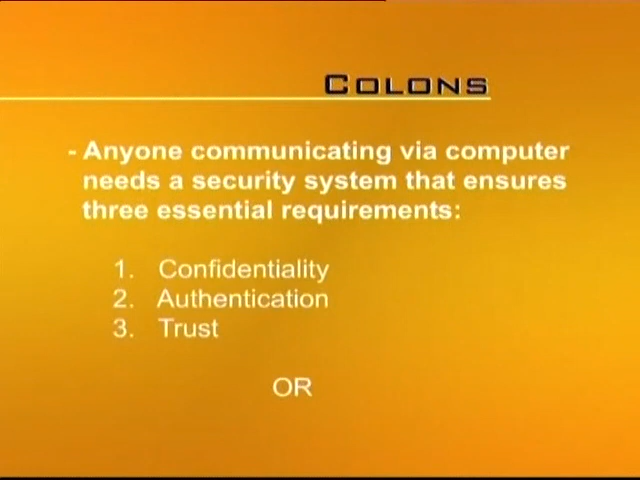 COLONS
- Anyone communicating via computer
needs a security system that ensures
three essential requirements:
1. Confidentiality
2. Authentication
3. Trust
OR